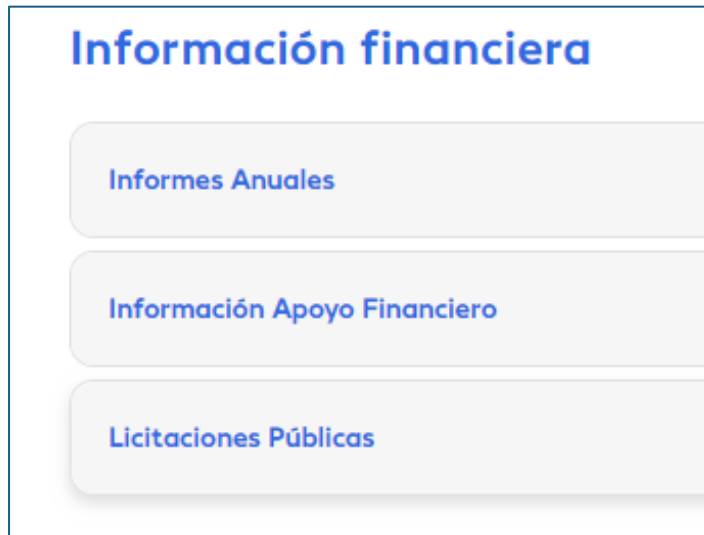 Información financiera
Informes Anuales
Información Apoyo Financiero
Licitaciones Públicas